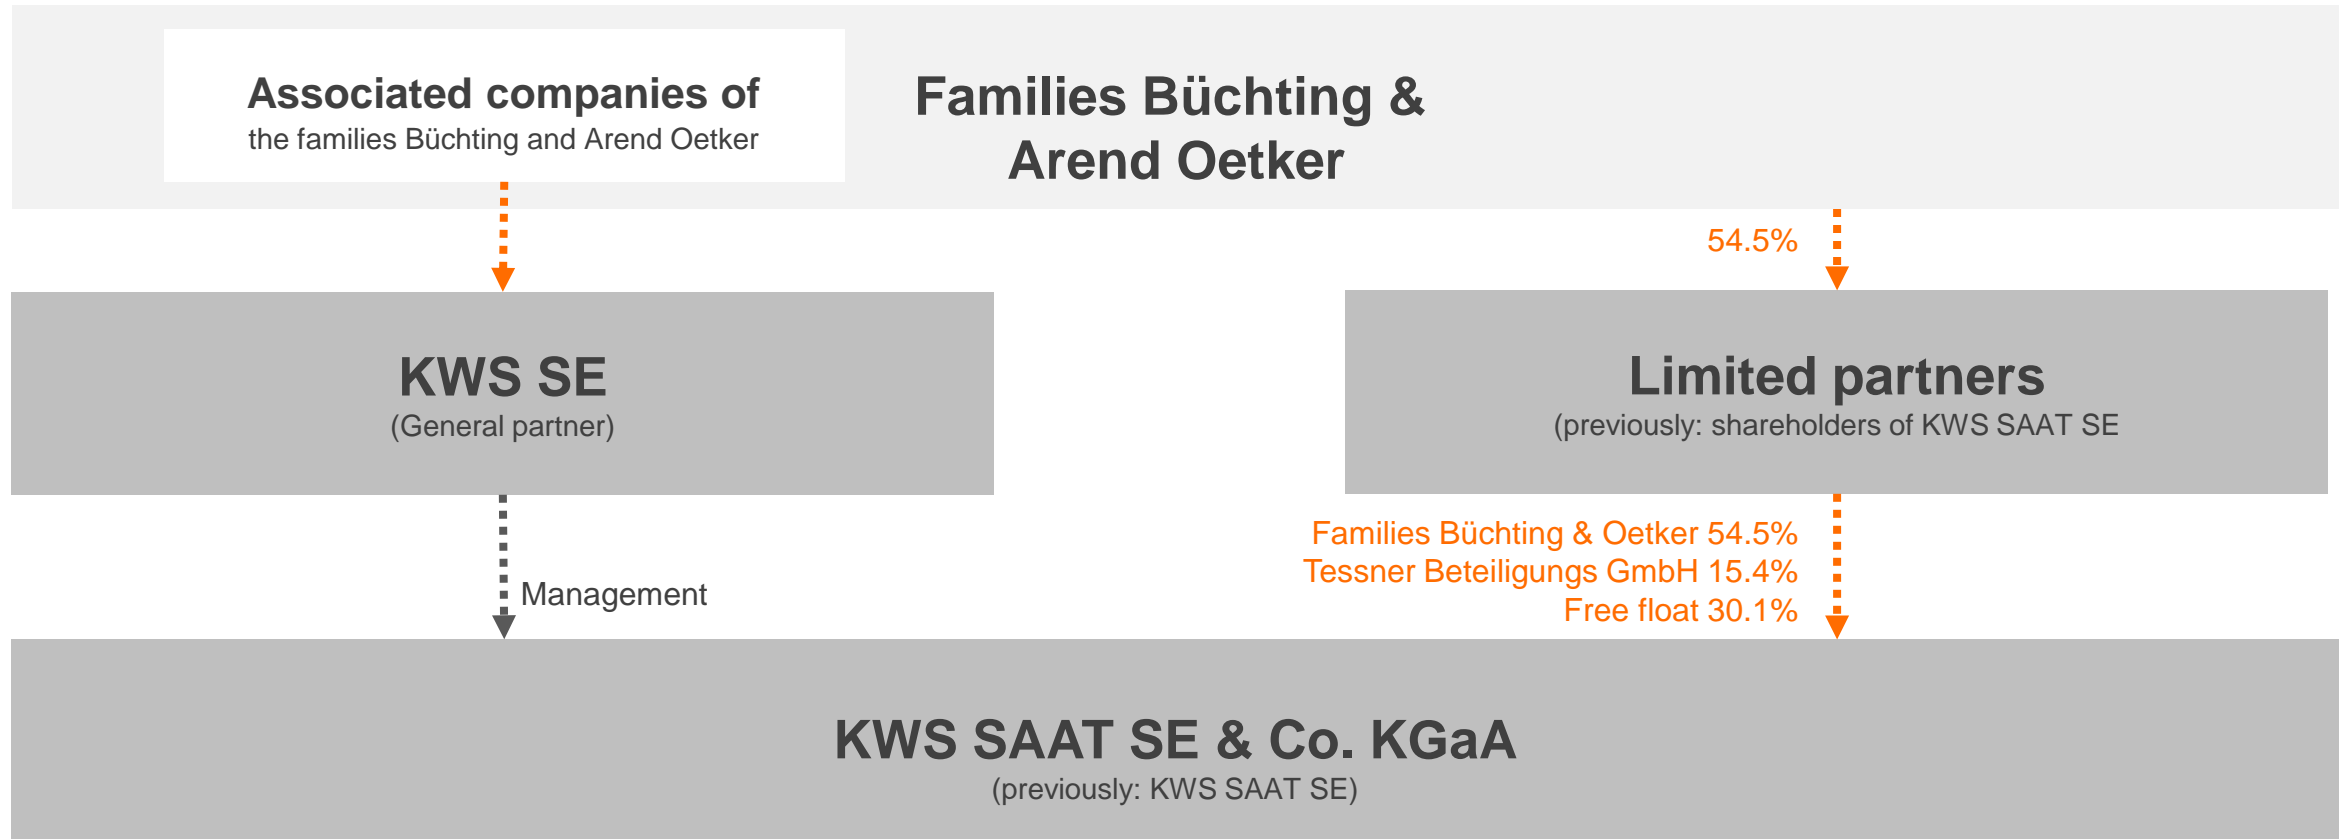 Associated companies of
the families Büchting and Arend Oetker
Families Büchting &
Arend Oetker
54.5%
KWS SE
(General partner)
Limited partners
(previously: shareholders of KWS SAAT SE
Management
Families Büchting & Oetker 54.5%
Tessner Beteiligungs GmbH 15.4%
Free float 30.1%
KWS SAAT SE & Co. KGaA
(previously: KWS SAAT SE)